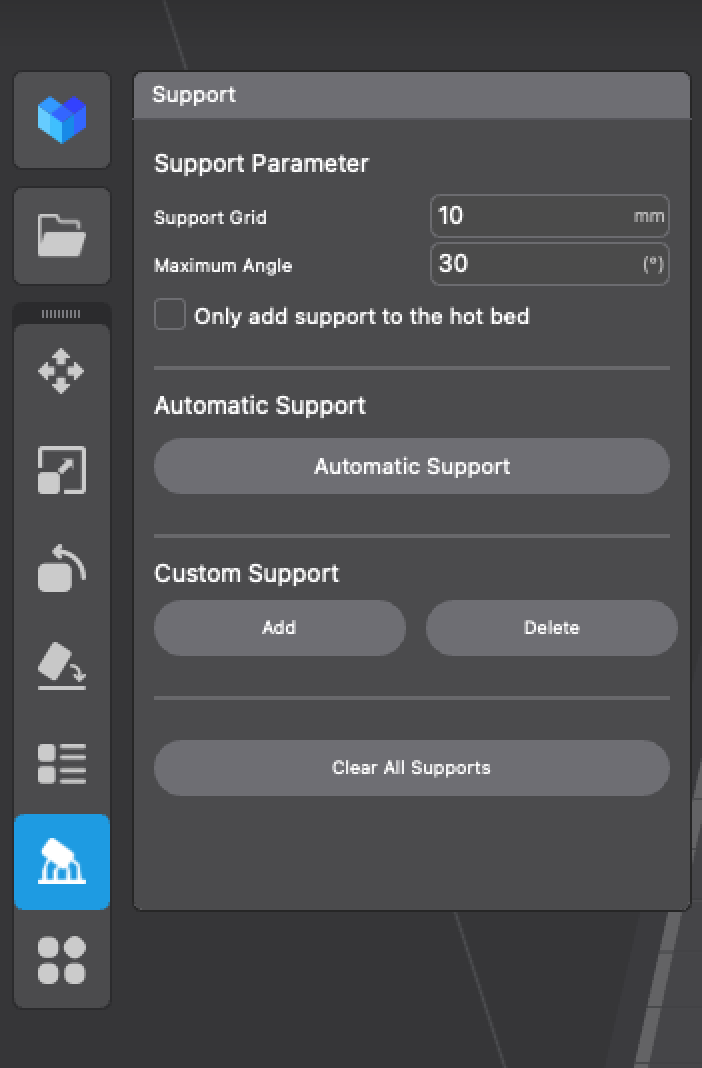 Support
Support Parameter
Support Grid 10 mm
Maximum Angle 30 (°)
Only add support to the hot bed
Automatic Support
Automatic Support
Custom Support
Add Delete
Clear All Supports